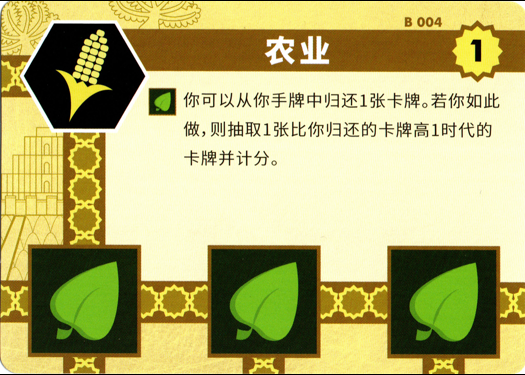 B 004
农业
1
你可以从你手牌中归还1张卡牌。若你如此
做，则抽取1张比你归还的卡牌高1时代的
卡牌并计分。